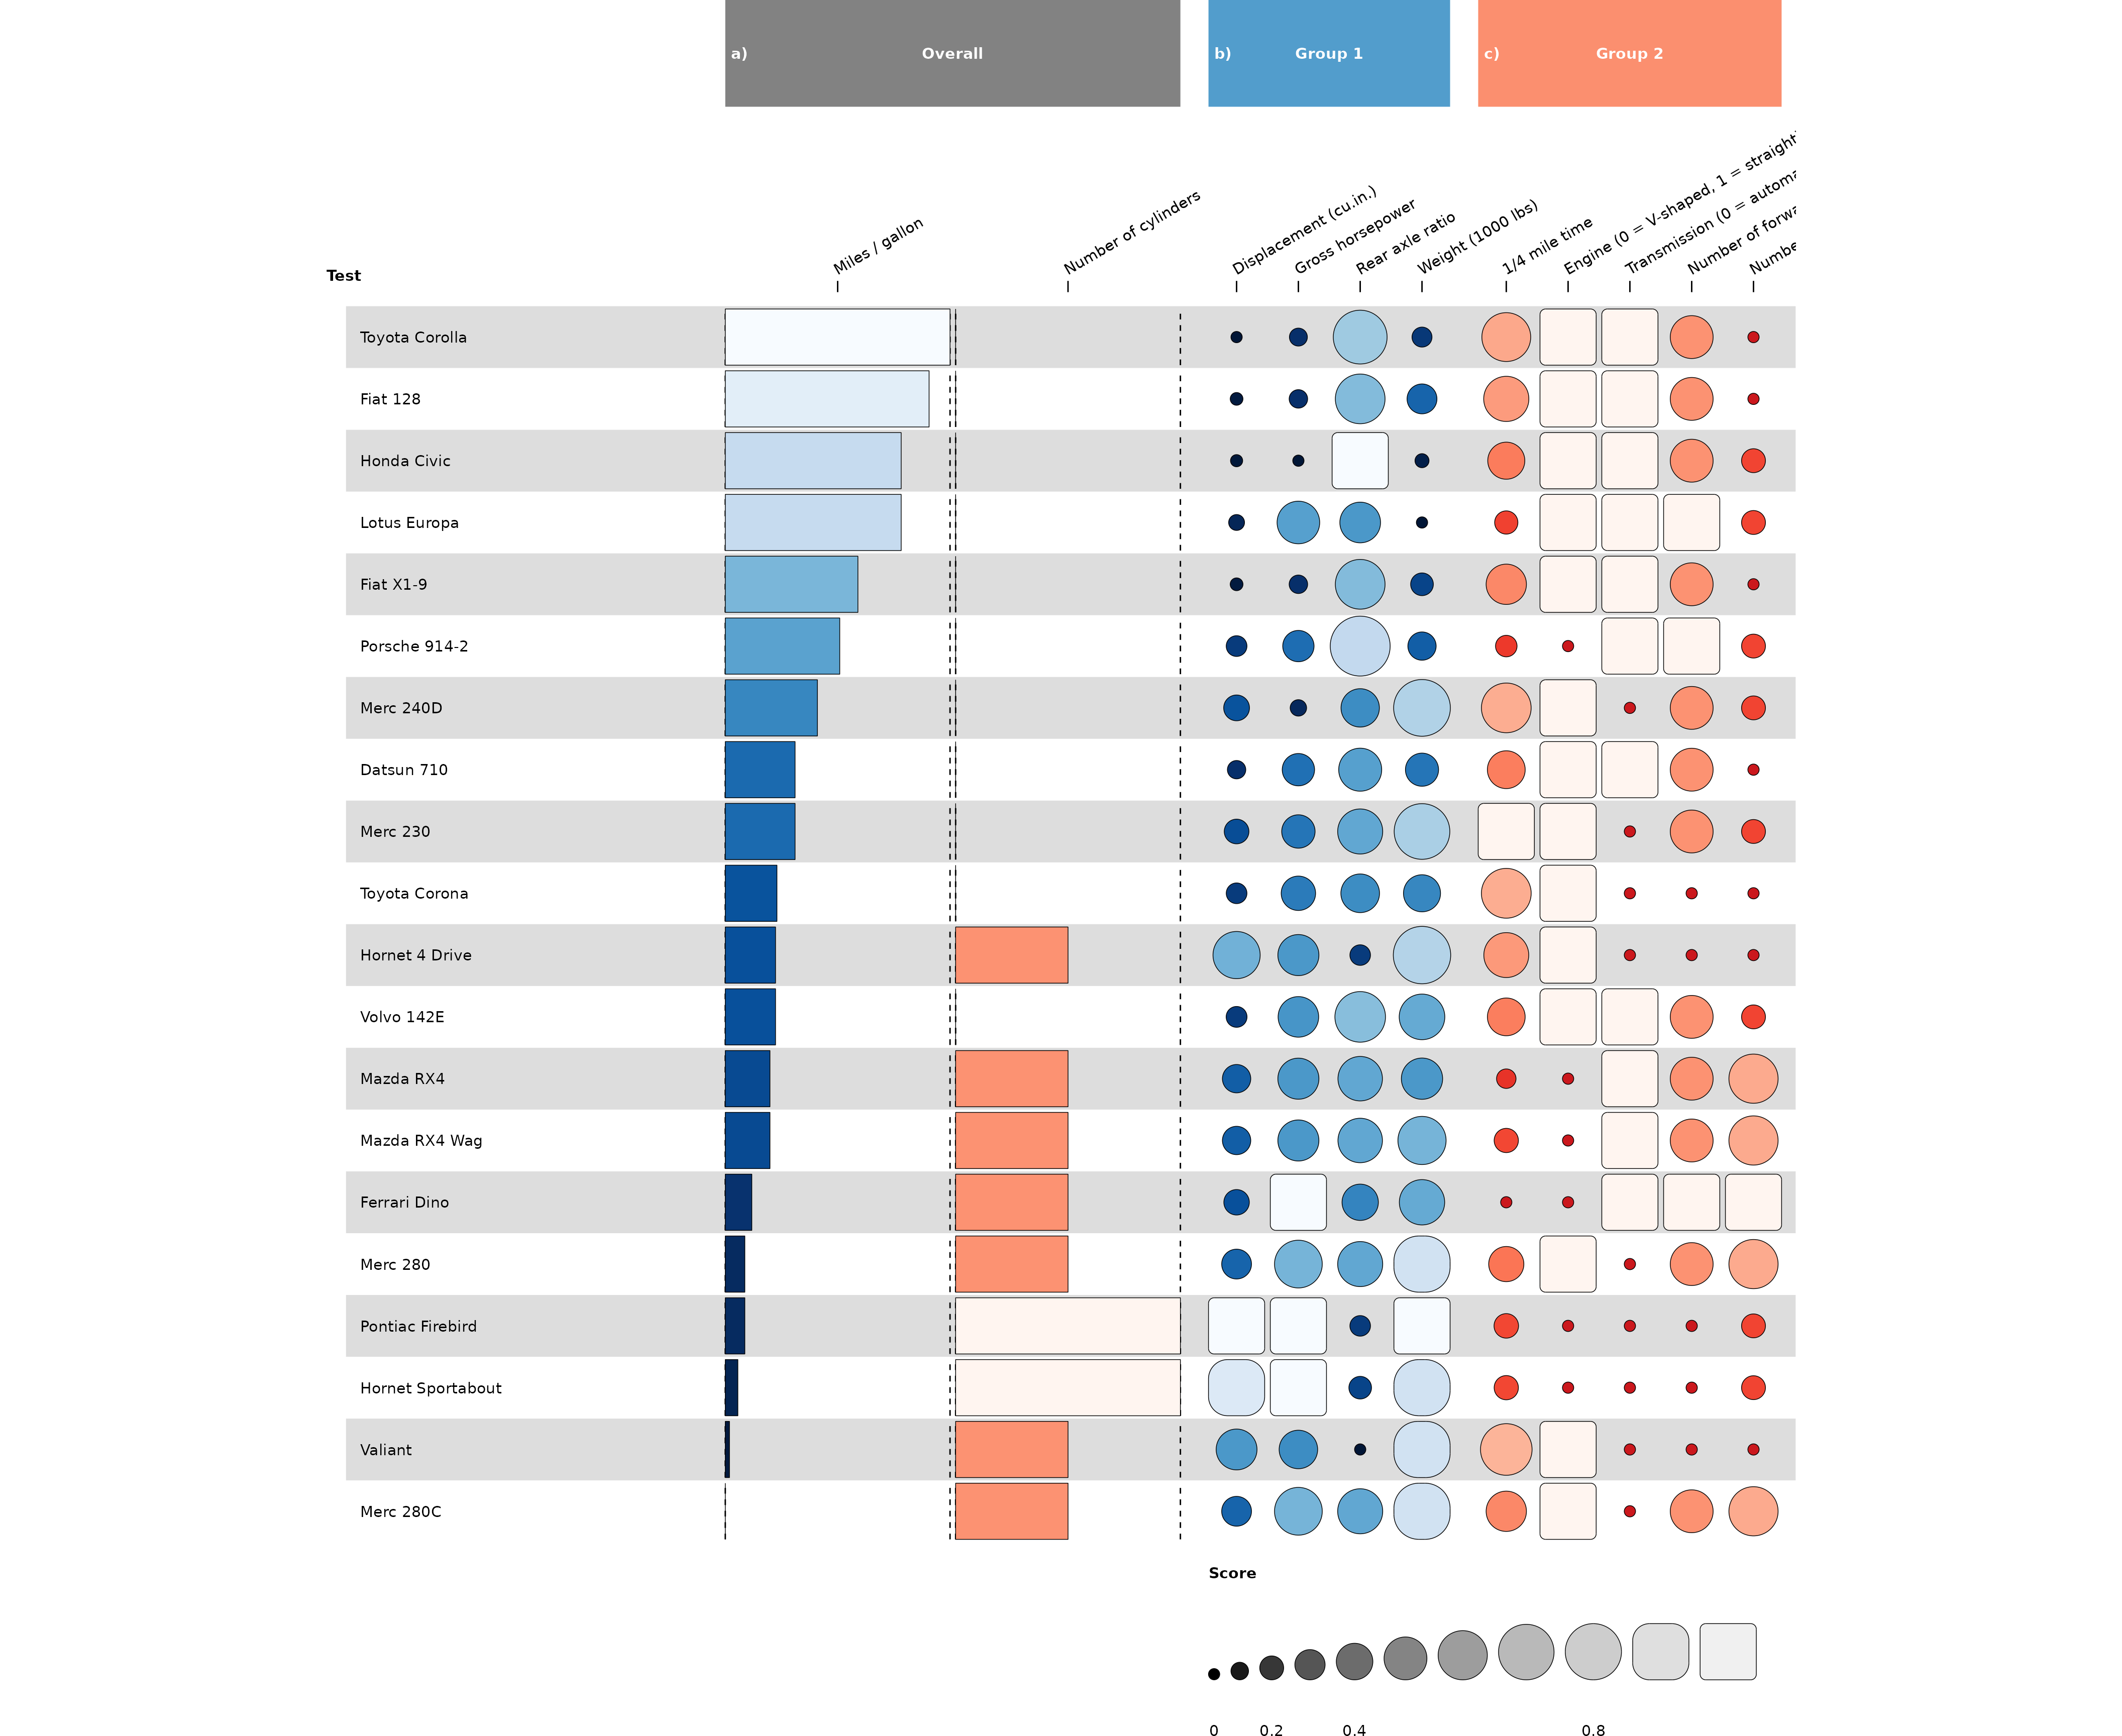 a) Overall b) Group 1 c) Group 2
Miles / gallon
Number of cylinders
Displacement (cu.in.)
Gross horsepower
Rear axle ratio
Weight (1000 lbs)
1/4 mile time
Engine (0 = V-shaped, 1 = straight
Transmission (0 = automa
Number of forwa
Numbe
Test
Toyota Corolla
Fiat 128
Honda Civic
Lotus Europa
Fiat X1-9
Porsche 914-2
Merc 240D
Datsun 710
Merc 230
Toyota Corona
Hornet 4 Drive
Volvo 142E
Mazda RX4
Mazda RX4 Wag
Ferrari Dino
Merc 280
Pontiac Firebird
Hornet Sportabout
Valiant
Merc 280C
Score
0 0.2 0.4 0.8